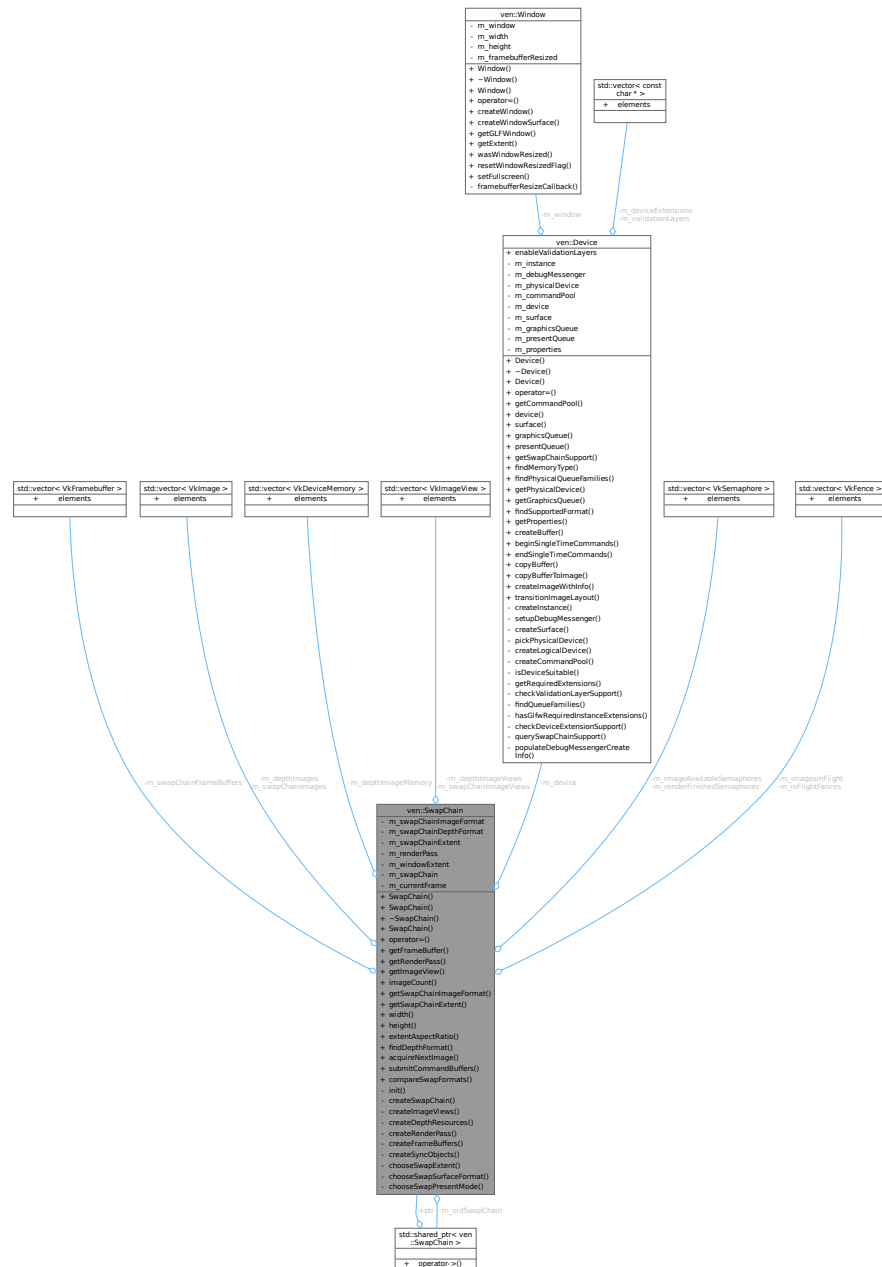 ven::Window
- m_window
- m_width
- m_height
- m_framebufferResized
+ Window()
+ ~Window()
+ Window()
+ operator=()
+ createWindow()
+ createWindowSurface()
+ getGLFWindow()
+ getExtent()
+ wasWindowResized()
+ resetWindowResizedFlag()
+ setFullscreen()
- framebufferResizeCallback()
std::vector< const
char * >
+ elements
-m_window
-m_deviceExtensions
-m_validationLayers
ven::Device
+ enableValidationLayers
- m_instance
- m_debugMessenger
- m_physicalDevice
- m_commandPool
- m_device
- m_surface
- m_graphicsQueue
- m_presentQueue
- m_properties
+ Device()
+ ~Device()
+ Device()
+ operator=()
+ getCommandPool()
+ device()
+ surface()
+ graphicsQueue()
+ presentQueue()
+ getSwapChainSupport()
+ findMemoryType()
+ findPhysicalQueueFamilies()
+ getPhysicalDevice()
+ getGraphicsQueue()
+ findSupportedFormat()
+ getProperties()
+ createBuffer()
+ beginSingleTimeCommands()
+ endSingleTimeCommands()
+ copyBuffer()
+ copyBufferToImage()
+ createImageWithInfo()
+ transitionImageLayout()
- createInstance()
- setupDebugMessenger()
- createSurface()
- pickPhysicalDevice()
- createLogicalDevice()
- createCommandPool()
- isDeviceSuitable()
- getRequiredExtensions()
- checkValidationLayerSupport()
- findQueueFamilies()
- hasGlfwRequiredInstanceExtensions()
- checkDeviceExtensionSupport()
- querySwapChainSupport()
- populateDebugMessengerCreate
Info()
std::vector< VkFramebuffer >
+ elements
std::vector< VkImage >
+ elements
std::vector< VkDeviceMemory >
+ elements
std::vector< VkImageView >
+ elements
std::vector< VkSemaphore >
+ elements
std::vector< VkFence >
+ elements
-m_swapChainFrameBuffers
-m_depthImages
-m_swapChainImages
-m_depthImageMemory
-m_depthImageViews
-m_swapChainImageViews
-m_device
-m_imageAvailableSemaphores
-m_renderFinishedSemaphores
-m_imagesInFlight
-m_inFlightFences
ven::SwapChain
- m_swapChainImageFormat
- m_swapChainDepthFormat
- m_swapChainExtent
- m_renderPass
- m_windowExtent
- m_swapChain
- m_currentFrame
+ SwapChain()
+ SwapChain()
+ ~SwapChain()
+ SwapChain()
+ operator=()
+ getFrameBuffer()
+ getRenderPass()
+ getImageView()
+ imageCount()
+ getSwapChainImageFormat()
+ getSwapChainExtent()
+ width()
+ height()
+ extentAspectRatio()
+ findDepthFormat()
+ acquireNextImage()
+ submitCommandBuffers()
+ compareSwapFormats()
- init()
- createSwapChain()
- createImageViews()
- createDepthResources()
- createRenderPass()
- createFrameBuffers()
- createSyncObjects()
- chooseSwapExtent()
- chooseSwapSurfaceFormat()
- chooseSwapPresentMode()
+ptr
-m_oldSwapChain
std::shared_ptr< ven
::SwapChain >
+ operator->()